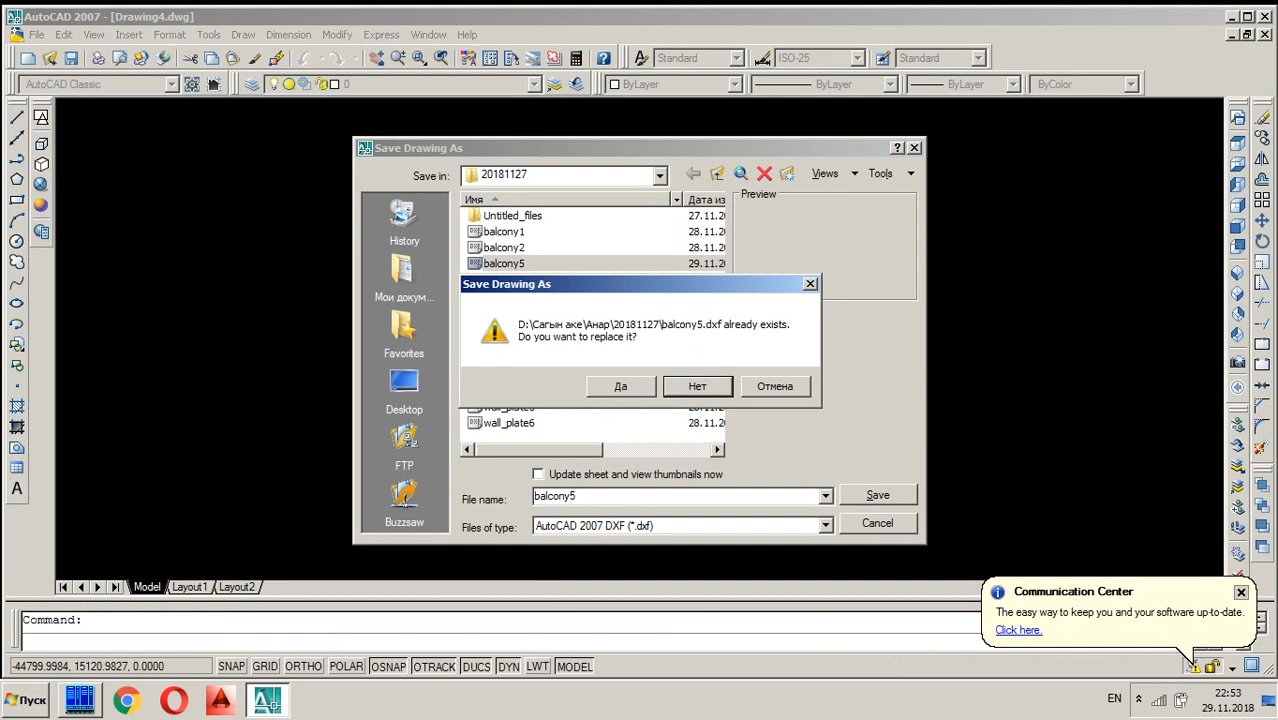 AutoCAD 2007 - [Drawing4.dwg]
File Edit View Insert Format Tools Draw Dimension Modify Express Window Help
Standard ISO-25 Standard
AutoCAD Classic 0 ByLayer ByLayer ByLayer ByColor
Save Drawing As
Save in: 20181127 Views Tools
Имя Дата из
Preview
Untitled_files 27.11.20
balcony1 28.11.20
balcony2 28.11.20
balcony5 29.11.20
History
Мои докум...
Favorites
Desktop
FTP
Buzzsaw
Save Drawing As
D:\Сагын аке\Анар\20181127\balcony5.dxf already exists.
Do you want to replace it?
Да Нет Отмена
wall_plate6 28.11.20
Update sheet and view thumbnails now
File name: balcony5 Save
Files of type: AutoCAD 2007 DXF (*.dxf) Cancel
Model Layout1 Layout2
Communication Center
The easy way to keep you and your software up-to-date.
Click here.
Command:
-44799.9984, 15120.9827, 0.0000 SNAP GRID ORTHO POLAR OSNAP OTRACK DUCS DYN LWT MODEL
Пуск EN 22:53
29.11.2018